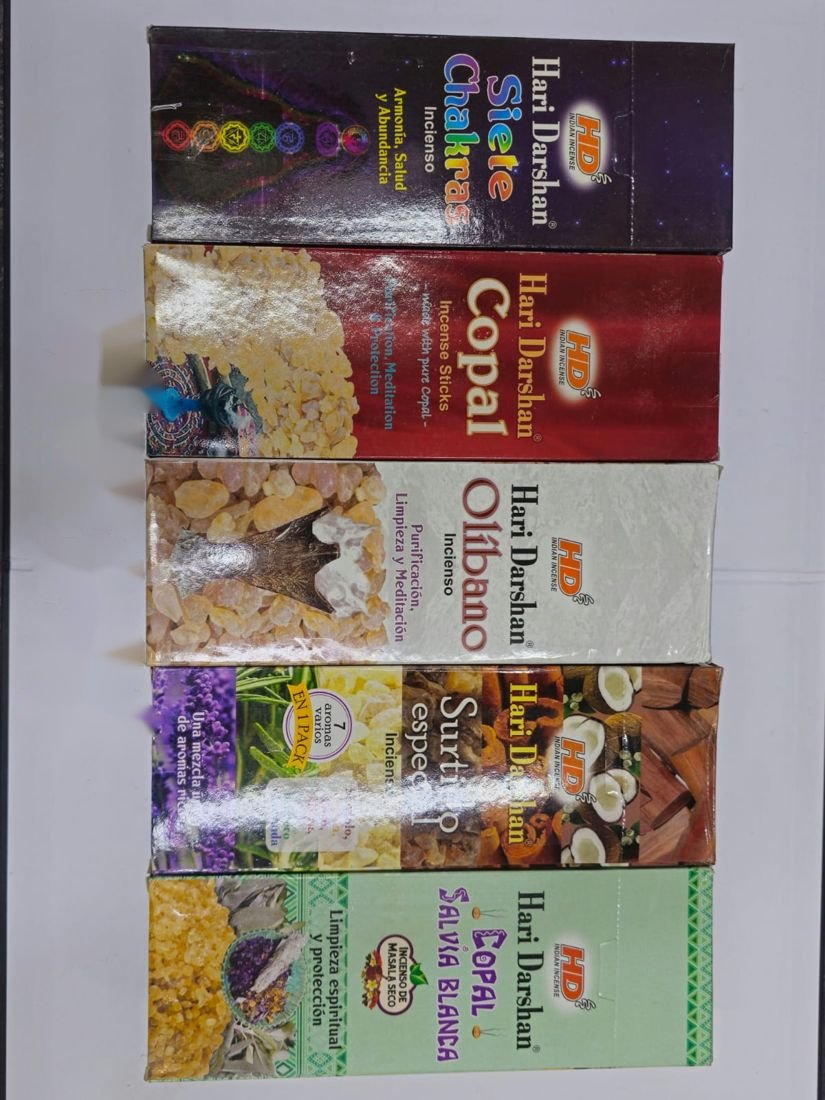 HD
INDIAN INCENSE
Hari Darshan®
Siete
Chakras
Incienso
Armonía, Salud
y Abundancia
HD
INDIAN INCENSE
Hari Darshan®
Copal
Incense Sticks
- made with pure Copal -
Purification, Meditation
& Protection
HD
INDIAN INCENSE
Hari Darshan®
Olíbano
Incienso
Purificación,
Limpieza y Meditación
HD
INDIAN INCENSE
Hari Darshan®
Surtido
especial
Incienso
7
aromas
varios
EN 1 PACK
Una mezcla
de aromas
HD
INDIAN INCENSE
Hari Darshan®
COPAL
SALVIA BLANCA
INCIENSO DE
MASALA SECO
Limpieza espiritual
y protección